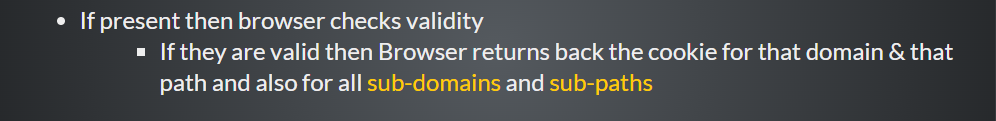 • If present then browser checks validity
▪ If they are valid then Browser returns back the cookie for that domain & that
path and also for all sub-domains and sub-paths